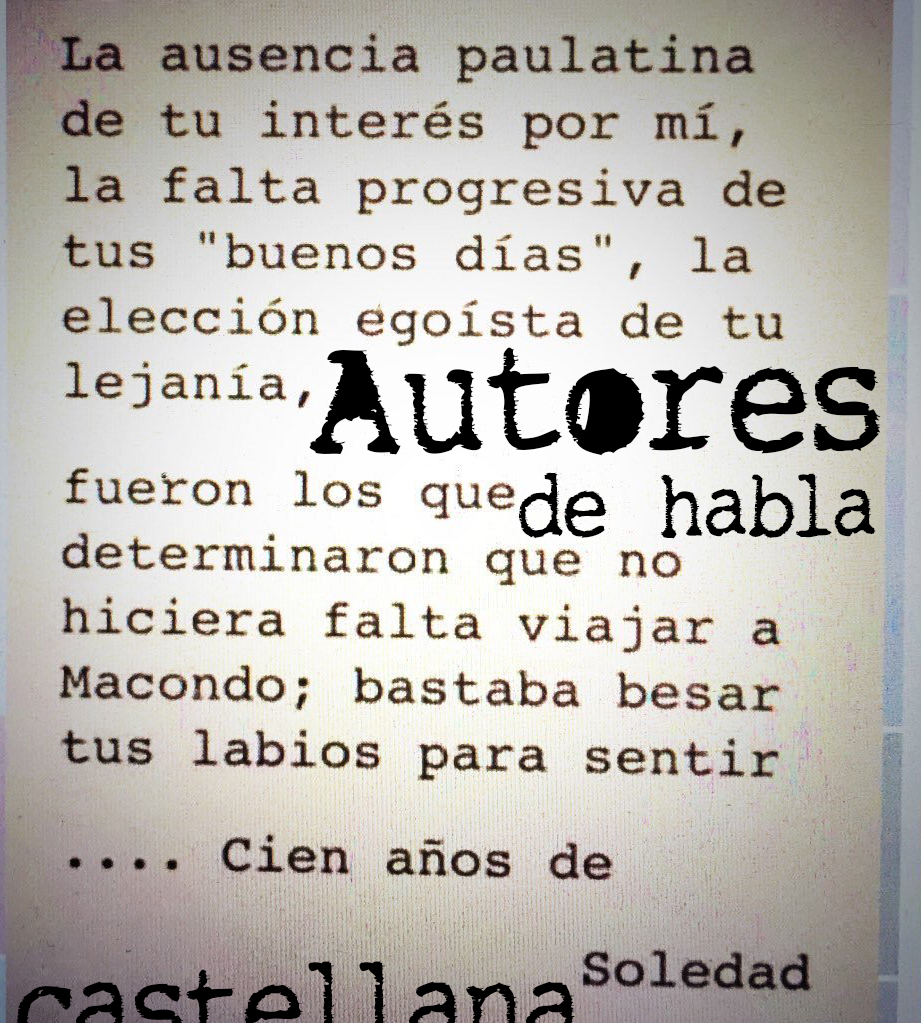 La ausencia paulatina
de tu interés por mí,
la falta progresiva de
tus "buenos días", la
elección egoísta de tu
lejanía,
Autores
fueron los que
de habla
determinaron que no
hiciera falta viajar a
Macondo; bastaba besar
tus labios para sentir
.... Cien años de
Soledad
castellana